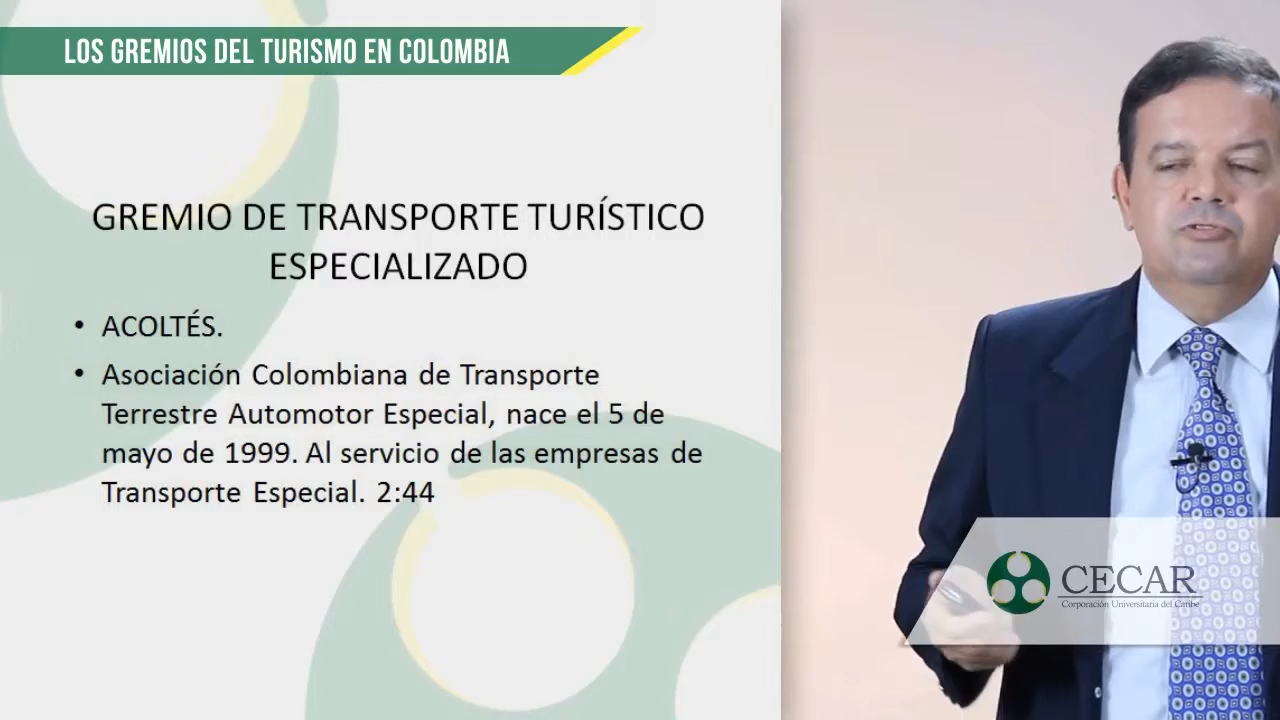 LOS GREMIOS DEL TURISMO EN COLOMBIA
GREMIO DE TRANSPORTE TURÍSTICO
ESPECIALIZADO
• ACOLTÉS.
• Asociación Colombiana de Transporte
Terrestre Automotor Especial, nace el 5 de
mayo de 1999. Al servicio de las empresas de
Transporte Especial. 2:44
CECAR
Corporación Universitaria del Caribe